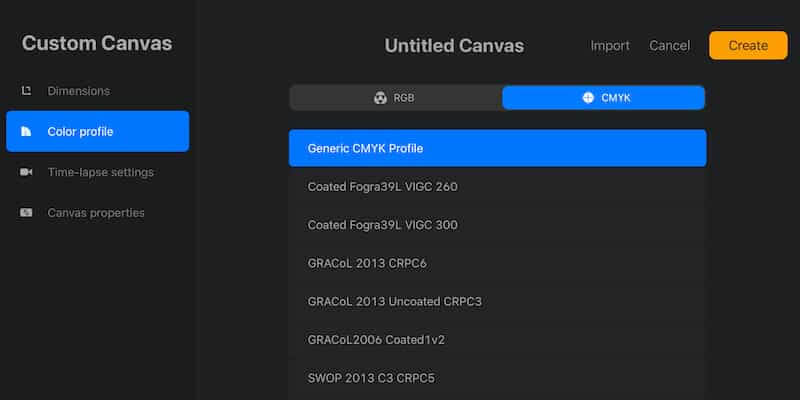 Custom Canvas
Dimensions
Color profile
Time-lapse settings
Canvas properties
Untitled Canvas
Import
Cancel
Create
RGB
CMYK
Generic CMYK Profile
Coated Fogra39L VIGC 260
Coated Fogra39L VIGC 300
GRACoL 2013 CRPC6
GRACoL 2013 Uncoated CRPC3
GRACoL2006 Coated1v2
SWOP 2013 C3 CRPC5